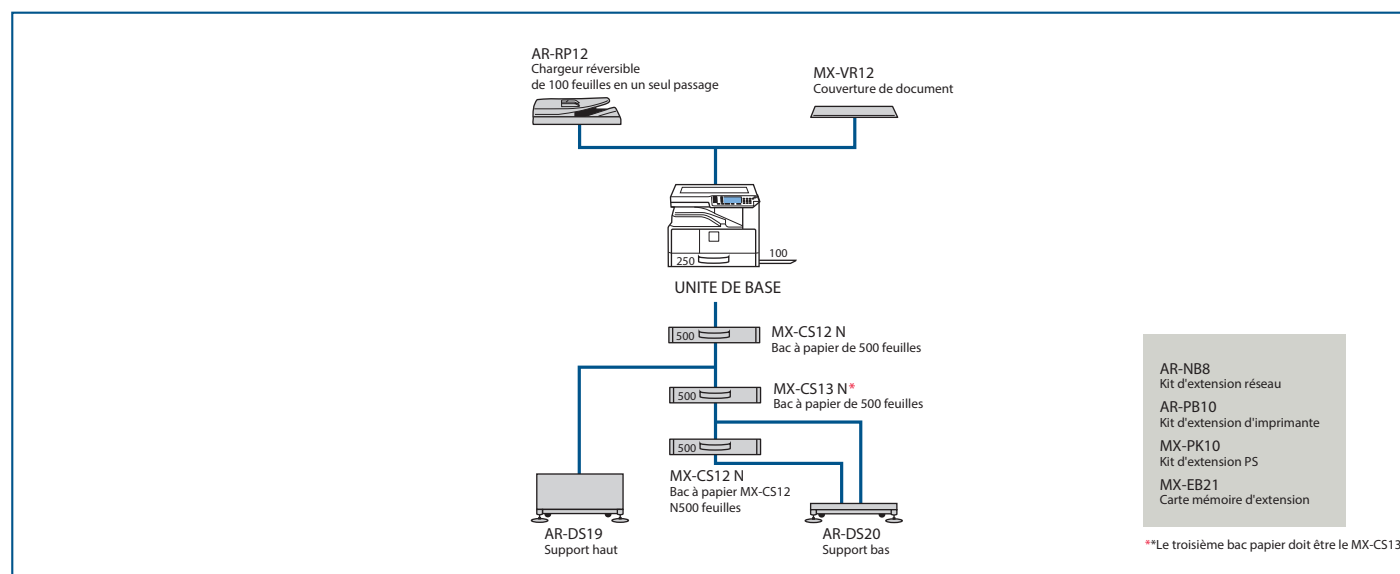 AR-RP12
Chargeur réversible
de 100 feuilles en un seul passage
MX-VR12
Couverture de document
250
100
UNITE DE BASE
500
MX-CS12 N
Bac à papier de 500 feuilles
500
MX-CS13 N*
Bac à papier de 500 feuilles
500
MX-CS12 N
Bac à papier MX-CS12
N500 feuilles
AR-DS19
Support haut
AR-DS20
Support bas
AR-NB8
Kit d'extension réseau
AR-PB10
Kit d'extension d'imprimante
MX-PK10
Kit d'extension PS
MX-EB21
Carte mémoire d'extension
**Le troisième bac papier doit être le MX-CS13